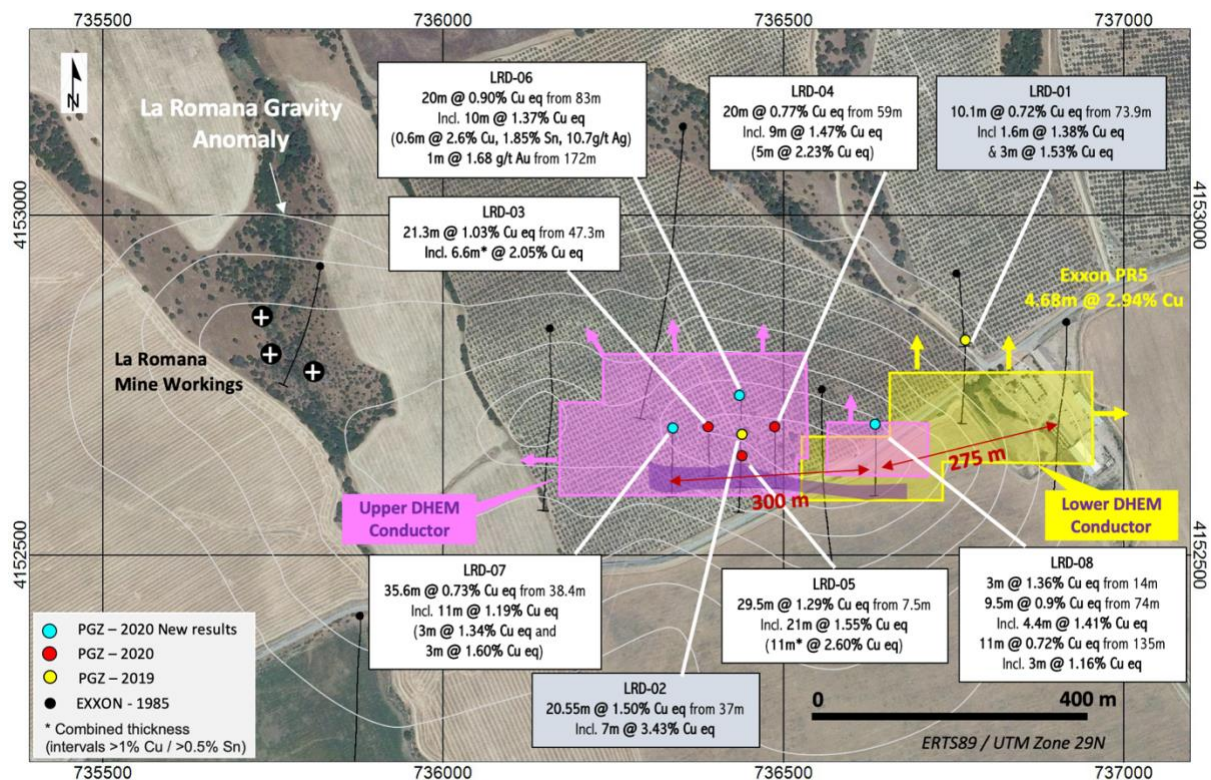 735500
736000
736500
737000
N
La Romana Gravity
Anomaly
LRD-06
20m @ 0.90% Cu eq from 83m
Incl. 10m @ 1.37% Cu eq
(0.6m @ 2.6% Cu, 1.85% Sn, 10.7g/t Ag)
1m @ 1.68 g/t Au from 172m
LRD-04
20m @ 0.77% Cu eq from 59m
Incl. 9m @ 1.47% Cu eq
(5m @ 2.23% Cu eq)
LRD-01
10.1m @ 0.72% Cu eq from 73.9m
Incl 1.6m @ 1.38% Cu eq
& 3m @ 1.53% Cu eq
4153000
4153000
LRD-03
21.3m @ 1.03% Cu eq from 47.3m
Incl. 6.6m* @ 2.05% Cu eq
Exxon PR5
4.68m @ 2.94% Cu
La Romana
Mine Workings
275 m
300 m
Upper DHEM
Conductor
Lower DHEM
Conductor
4152500
4152500
LRD-07
35.6m @ 0.73% Cu eq from 38.4m
Incl. 11m @ 1.19% Cu eq
(3m @ 1.34% Cu eq and
3m @ 1.60% Cu eq)
LRD-05
29.5m @ 1.29% Cu eq from 7.5m
Incl. 21m @ 1.55% Cu eq
(11m* @ 2.60% Cu eq)
LRD-08
3m @ 1.36% Cu eq from 14m
9.5m @ 0.9% Cu eq from 74m
Incl. 4.4m @ 1.41% Cu eq
11m @ 0.72% Cu eq from 135m
Incl. 3m @ 1.16% Cu eq
LRD-02
20.55m @ 1.50% Cu eq from 37m
Incl. 7m @ 3.43% Cu eq
PGZ – 2020 New results
PGZ – 2020
PGZ – 2019
EXXON - 1985
* Combined thickness
(intervals >1% Cu / >0.5% Sn)
0
400 m
ERTS89 / UTM Zone 29N
735500
736000
736500
737000